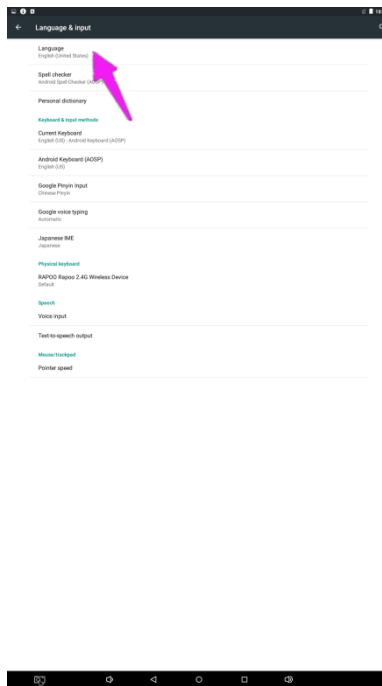 Language & input
Language
English (United States)
Spell checker
Android Spell Checker (AOSP)
Personal dictionary
Keyboard & input methods
Current Keyboard
English (US) - Android Keyboard (AOSP)
Android Keyboard (AOSP)
English (US)
Google Pinyin Input
Chinese Pinyin
Google voice typing
Automatic
Japanese IME
Japanese
Physical keyboard
RAPOO Rapoo 2.4G Wireless Device
Default
Speech
Voice input
Text-to-speech output
Mouse/trackpad
Pointer speed